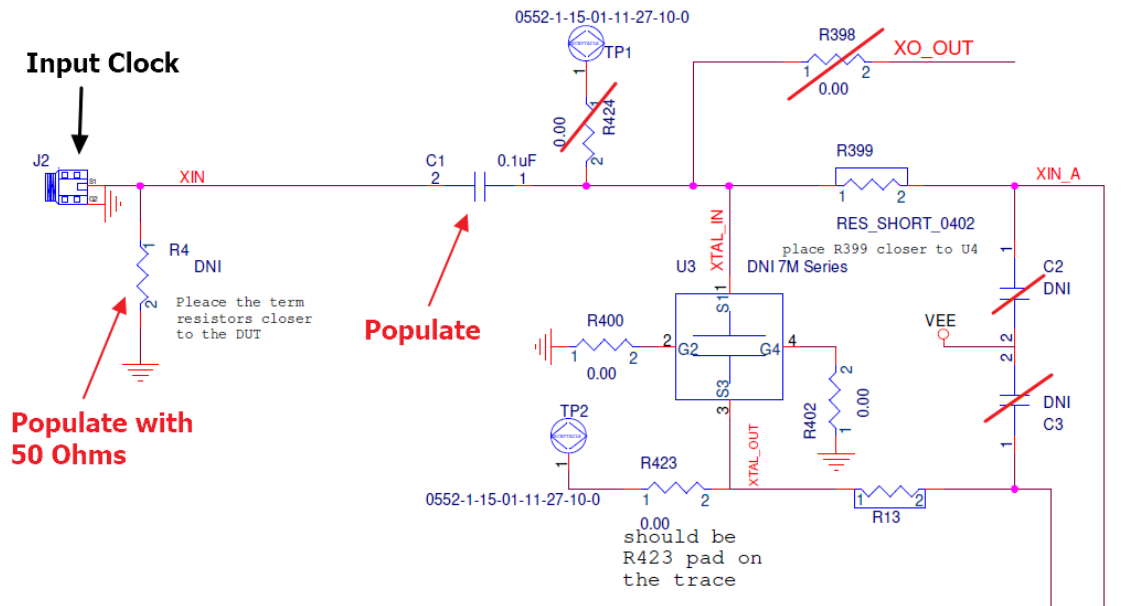 0552-1-15-01-11-27-10-0
TP1
1
R398
XO_OUT
1
2
0.00
Input Clock
0.00
1
R424
2
J2
S1
G2
XIN
C1
0.1uF
2
1
R399
1
2
XIN_A
RES_SHORT_0402
place R399 closer to U4
1
R4
DNI
2
Pleace the term
resistors closer
to the DUT
XTAL_IN
U3
DNI 7M Series
1
S1
1
C2
DNI
2
Populate
VEE
R400
1
2
0.00
2
G2
G4
4
S3
3
2
R402
0.00
1
2
DNI
C3
1
Populate with
50 Ohms
TP2
1
XTAL_OUT
R423
1
2
0.00
0552-1-15-01-11-27-10-0
1
2
R13
should be
R423 pad on
the trace